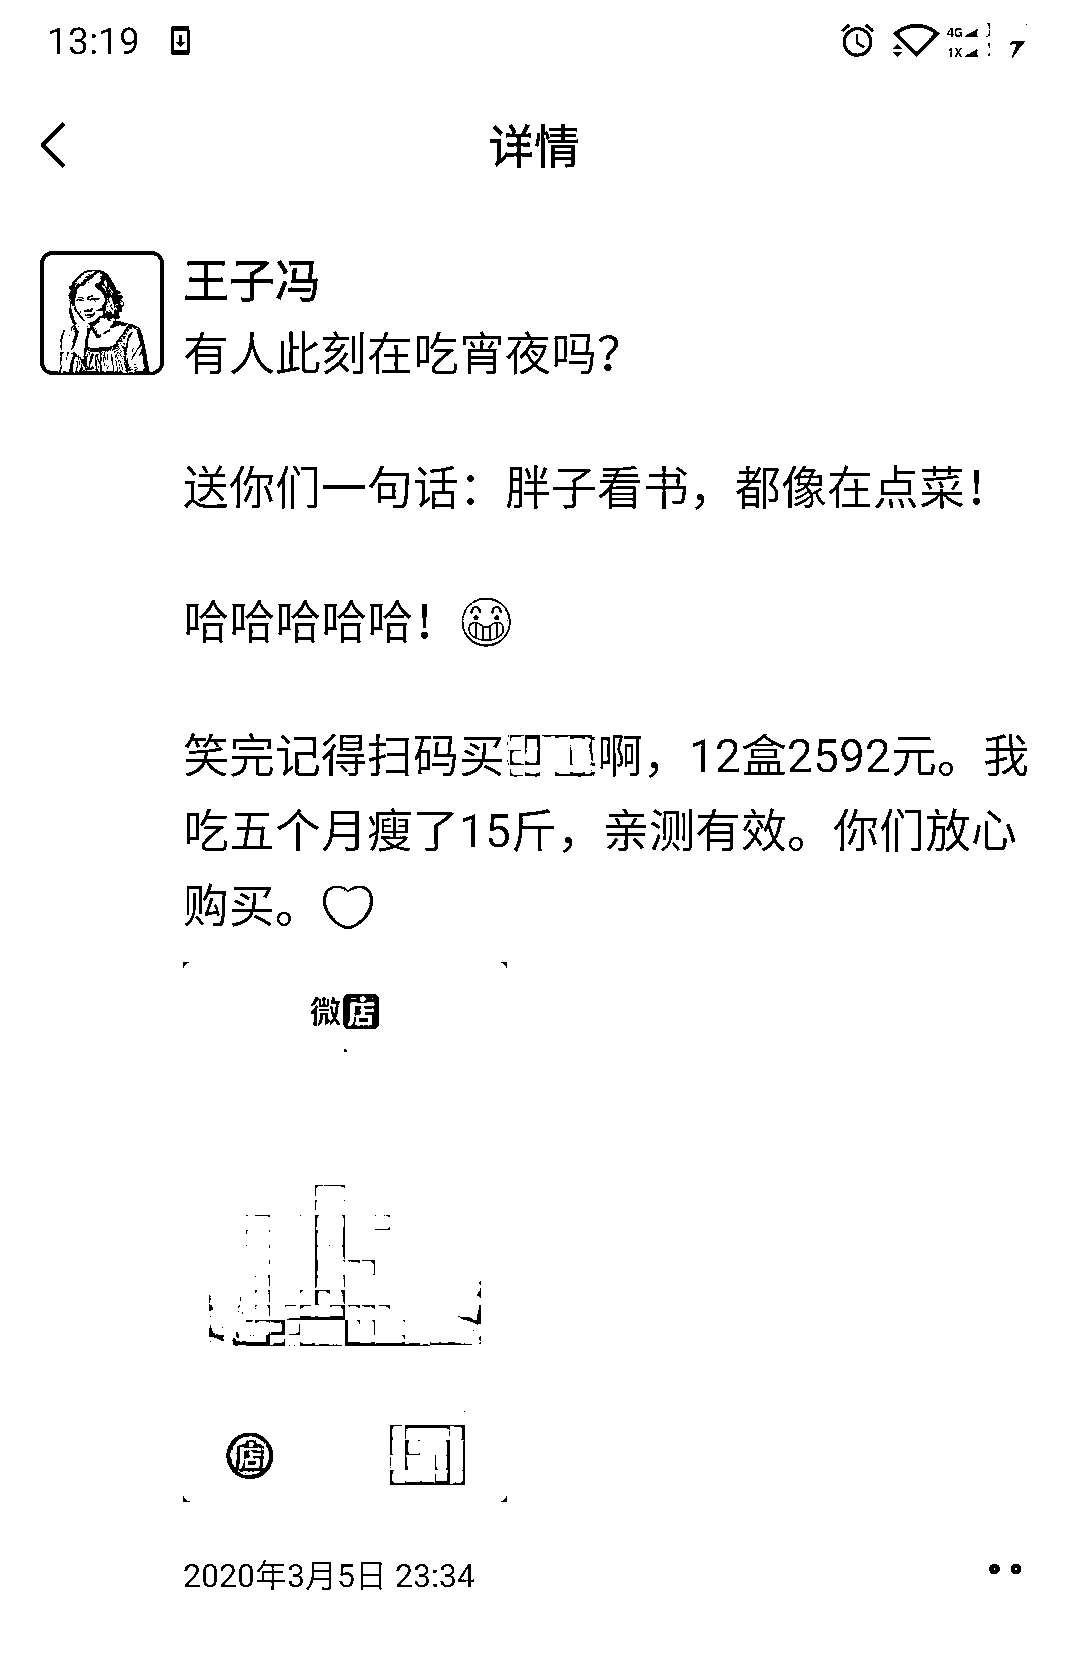 13:19
4G
1X
详情
王子冯
有人此刻在吃宵夜吗？
送你们一句话：胖子看书，都像在点菜！
哈哈哈哈哈！😁
笑完记得扫码买啊，12盒2592元。我
吃五个月瘦了15斤，亲测有效。你们放心
购买。♡
微店
店
2020年3月5日 23:34